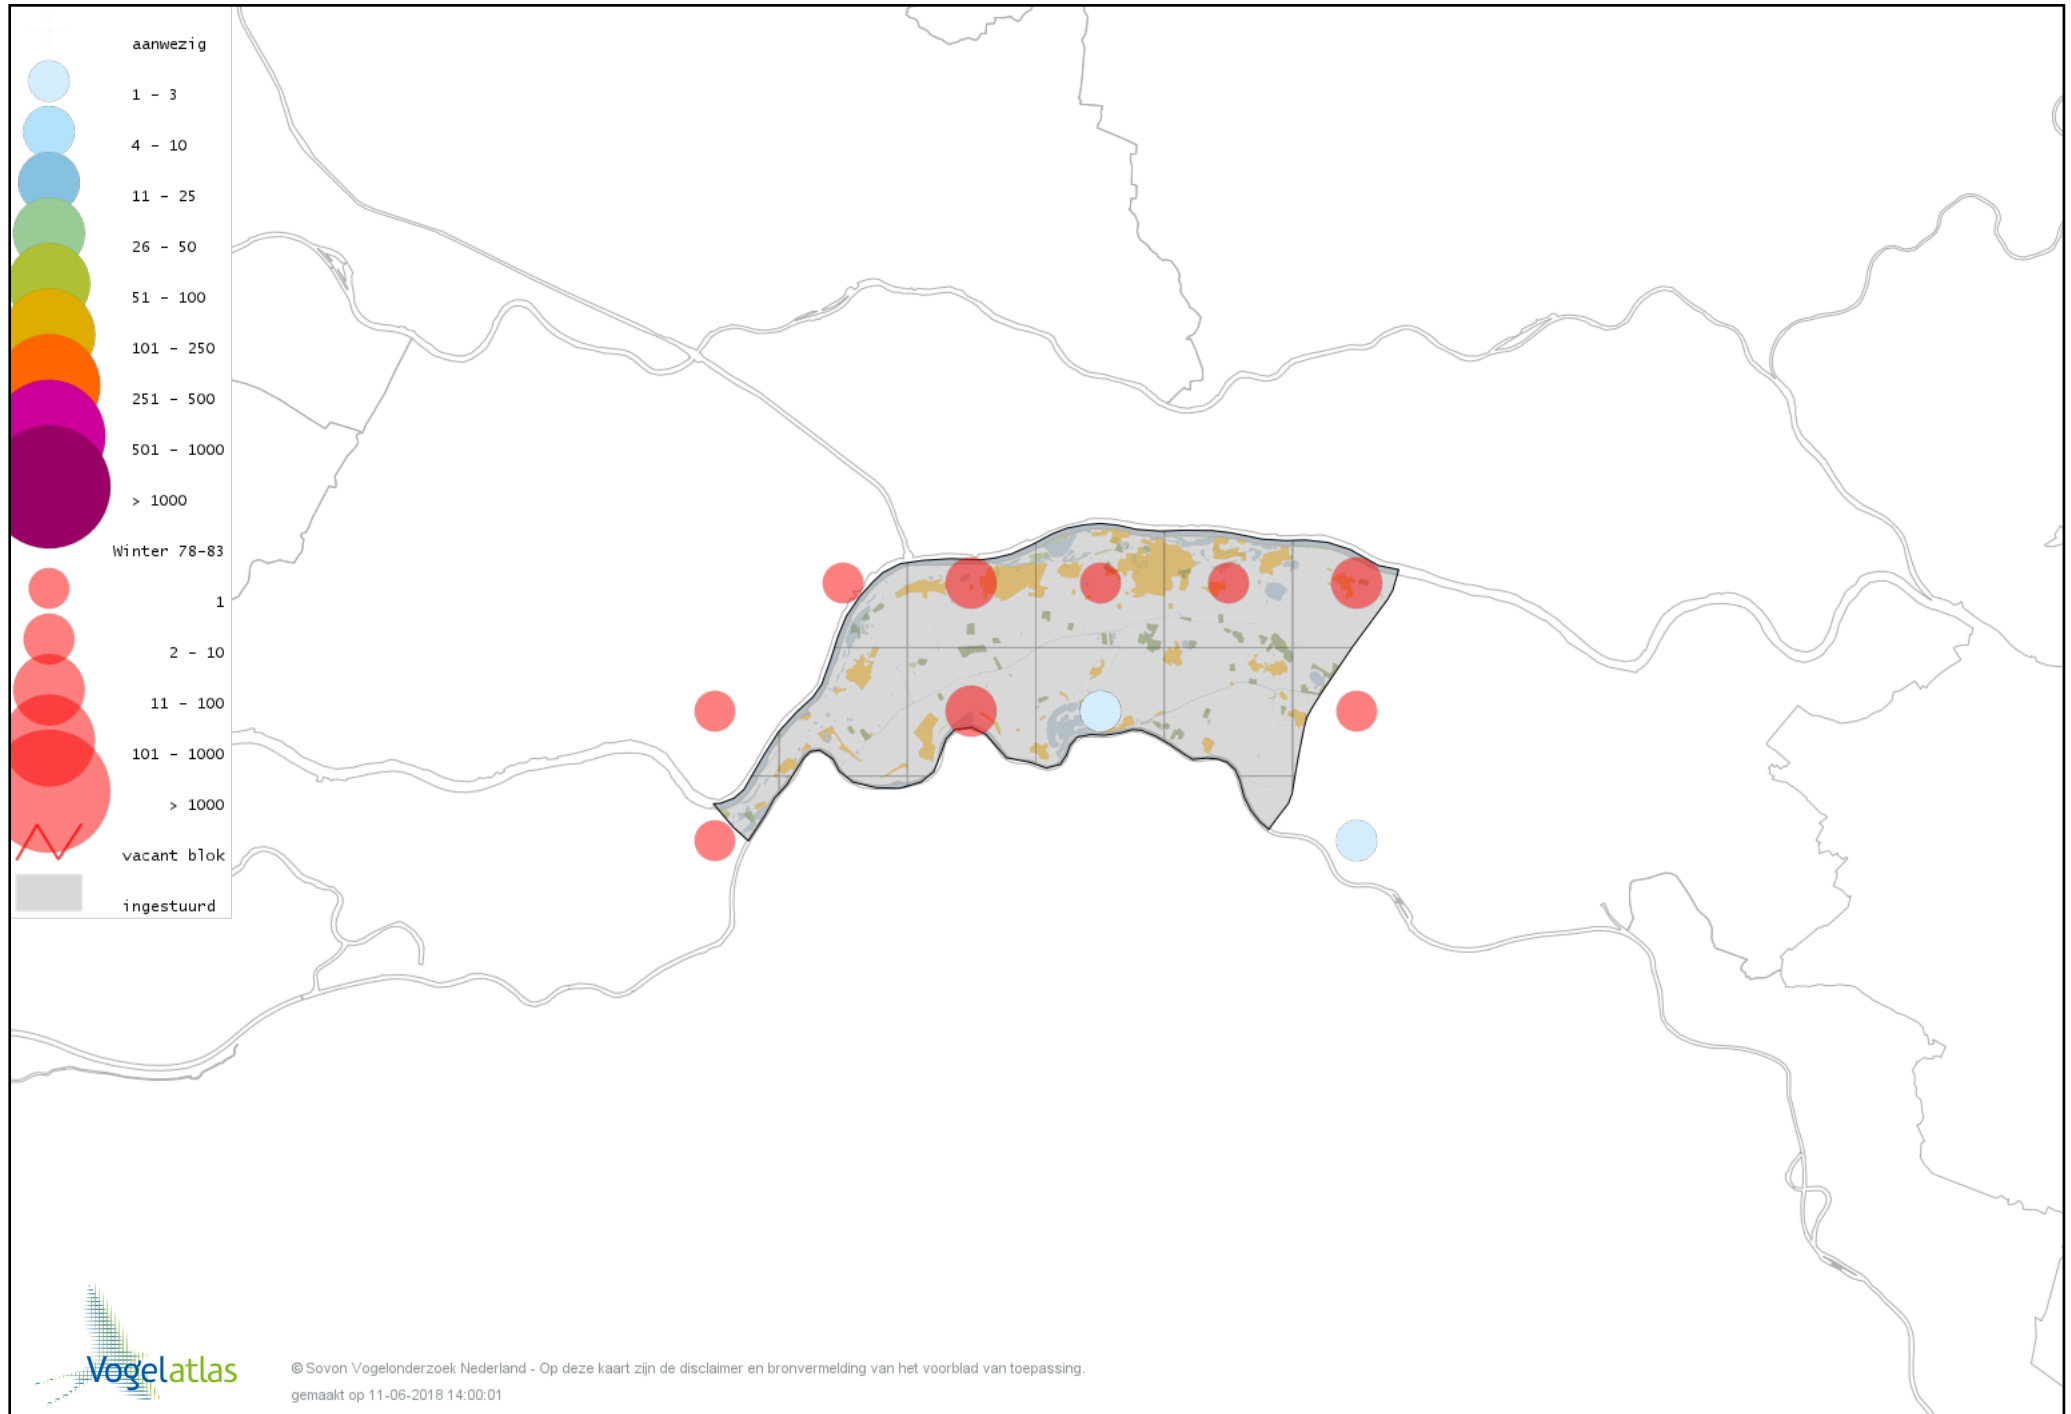 aanwezig
1 - 3
4 - 10
11 - 25
26 - 50
51 - 100
101 - 250
251 - 500
501 - 1000
> 1000
Winter 78-83
1
2 - 10
11 - 100
101 - 1000
> 1000
vacant blok
ingestuurd
Vogelatlas
© Sovon Vogelonderzoek Nederland - Op deze kaart zijn de disclaimer en bronvermelding van het voorblad van toepassing.
gemaakt op 11-06-2018 14:00:01